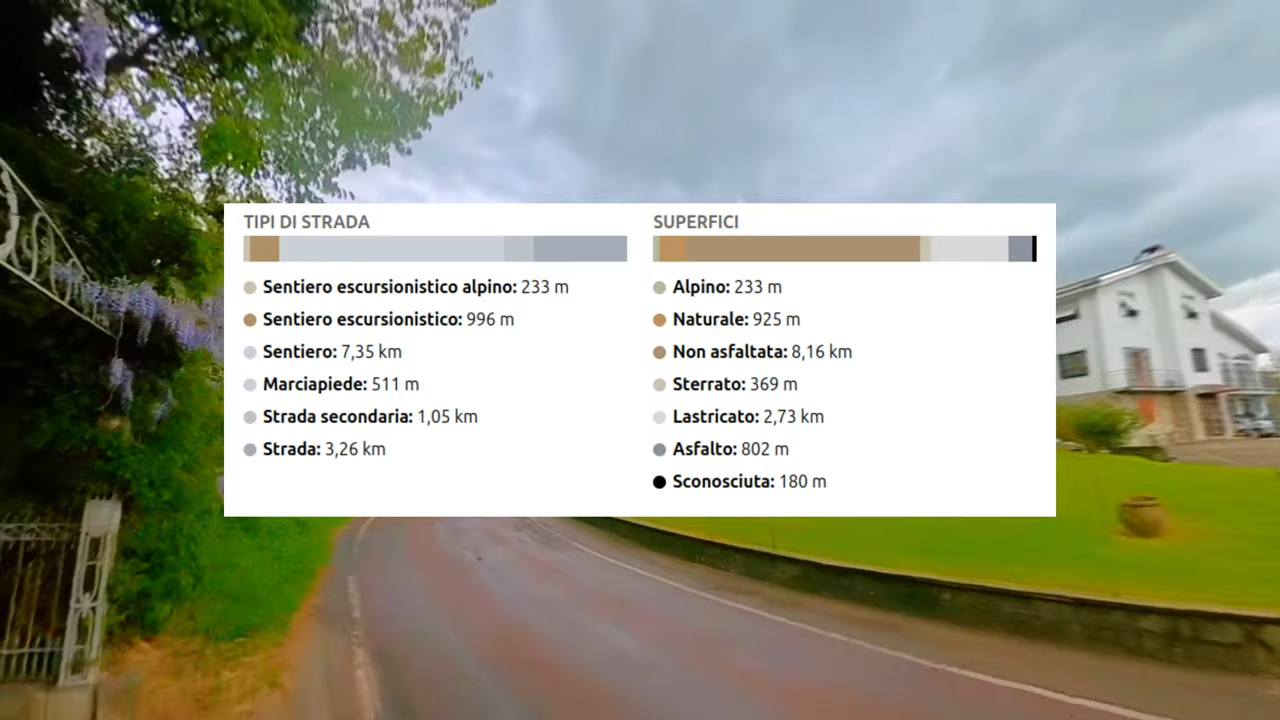 TIPI DI STRADA
Sentiero escursionistico alpino: 233 m
Sentiero escursionistico: 996 m
Sentiero: 7,35 km
Marciapiede: 511 m
Strada secondaria: 1,05 km
Strada: 3,26 km
SUPERFICI
Alpino: 233 m
Naturale: 925 m
Non asfaltata: 8,16 km
Sterrato: 369 m
Lastricato: 2,73 km
Asfalto: 802 m
Sconosciuta: 180 m